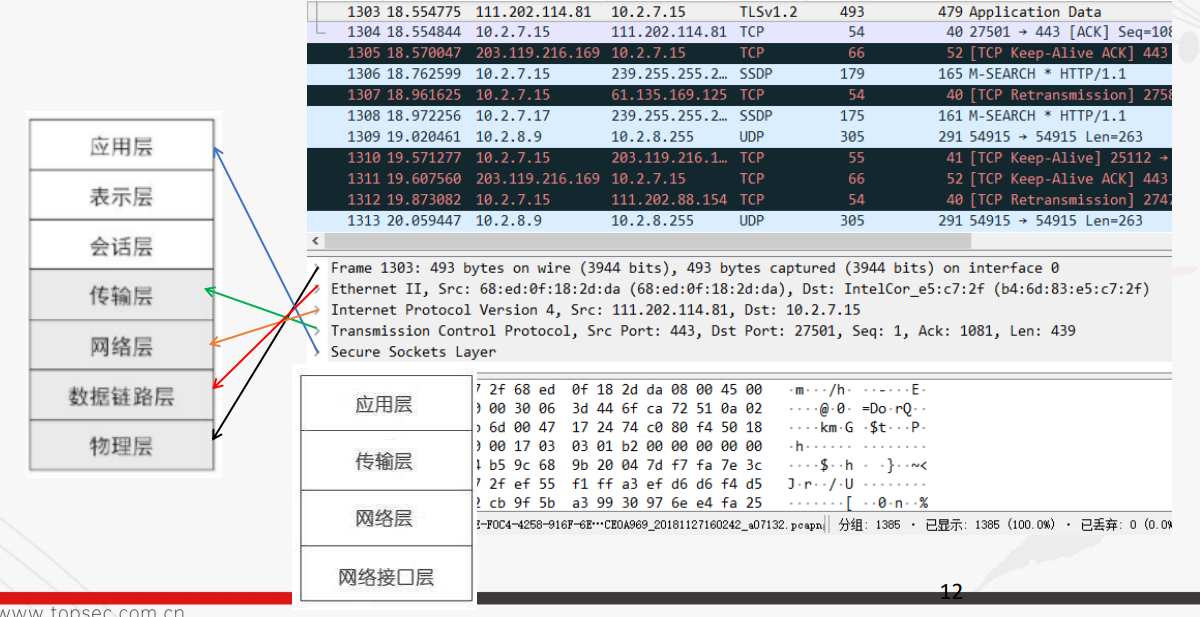 1303 18.554775 111.202.114.81 10.2.7.15 TLSv1.2 493 479 Application Data
1304 18.554844 10.2.7.15 111.202.114.81 TCP 54 40 27501 → 443 [ACK] Seq=108
1305 18.570047 203.119.216.169 10.2.7.15 TCP 66 52 [TCP Keep-Alive ACK] 443
1306 18.762599 10.2.7.15 239.255.255.2… SSDP 179 165 M-SEARCH * HTTP/1.1
1307 18.961625 10.2.7.15 61.135.169.125 TCP 54 40 [TCP Retransmission] 2758
1308 18.972256 10.2.7.17 239.255.255.2… SSDP 175 161 M-SEARCH * HTTP/1.1
1309 19.020461 10.2.8.9 10.2.8.255 UDP 305 291 54915 → 54915 Len=263
1310 19.571277 10.2.7.15 203.119.216.1… TCP 55 41 [TCP Keep-Alive] 25112 →
1311 19.607560 203.119.216.169 10.2.7.15 TCP 66 52 [TCP Keep-Alive ACK] 443
1312 19.873082 10.2.7.15 111.202.88.154 TCP 54 40 [TCP Retransmission] 2747
1313 20.059447 10.2.8.9 10.2.8.255 UDP 305 291 54915 → 54915 Len=263
应用层
表示层
会话层
传输层
网络层
数据链路层
物理层
Frame 1303: 493 bytes on wire (3944 bits), 493 bytes captured (3944 bits) on interface 0
Ethernet II, Src: 68:ed:0f:18:2d:da (68:ed:0f:18:2d:da), Dst: IntelCor_e5:c7:2f (b4:6d:83:e5:c7:2f)
Internet Protocol Version 4, Src: 111.202.114.81, Dst: 10.2.7.15
Transmission Control Protocol, Src Port: 443, Dst Port: 27501, Seq: 1, Ack: 1081, Len: 439
Secure Sockets Layer
应用层
传输层
网络层
网络接口层
2f 68 ed 0f 18 2d da 08 00 45 00 ·m···/h· ··-···E·
00 30 06 3d 44 6f ca 72 51 0a 02 ····@·0· =Do·rQ··
6d 00 47 17 24 74 c0 80 f4 50 18 ····km·G ·$t···P·
00 17 03 03 01 b2 00 00 00 00 00 ·h······ ········
b5 9c 68 9b 20 04 7d f7 fa 7e 3c ····$··h · ·}··~<
2f ef 55 f1 ff a3 ef d6 d6 f4 d5 J·r··/·U ········
cb 9f 5b a3 99 30 97 6e e4 fa 25 ·······[ ··0·n··%
E-F0C4-4258-916F-6E…CE0A969_20181127160242_a07132.pcapng 分组: 1385 · 已显示: 1385 (100.0%) · 已丢弃: 0 (0.0%
12
www.topsec.com.cn